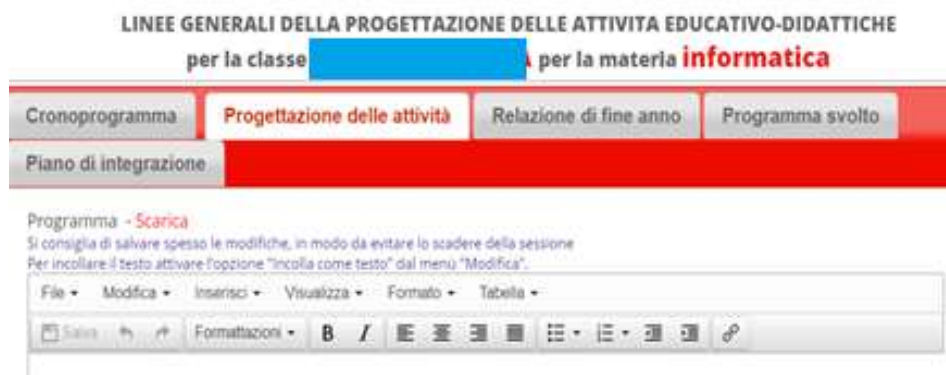 LINEE GENERALI DELLA PROGETTAZIONE DELLE ATTIVITA EDUCATIVO-DIDATTICHE
per la classe per la materia informatica
Cronoprogramma Progettazione delle attività Relazione di fine anno Programma svolto
Piano di integrazione
Programma - Scarica
Si consiglia di salvare spesso le modifiche, in modo da evitare lo scadere della sessione
Per incollare il testo attivare l'opzione "Incolla come testo" dal menù "Modifica".
File Modifica Inserisci Visualizza Formato Tabella
Salva Formattazioni B I